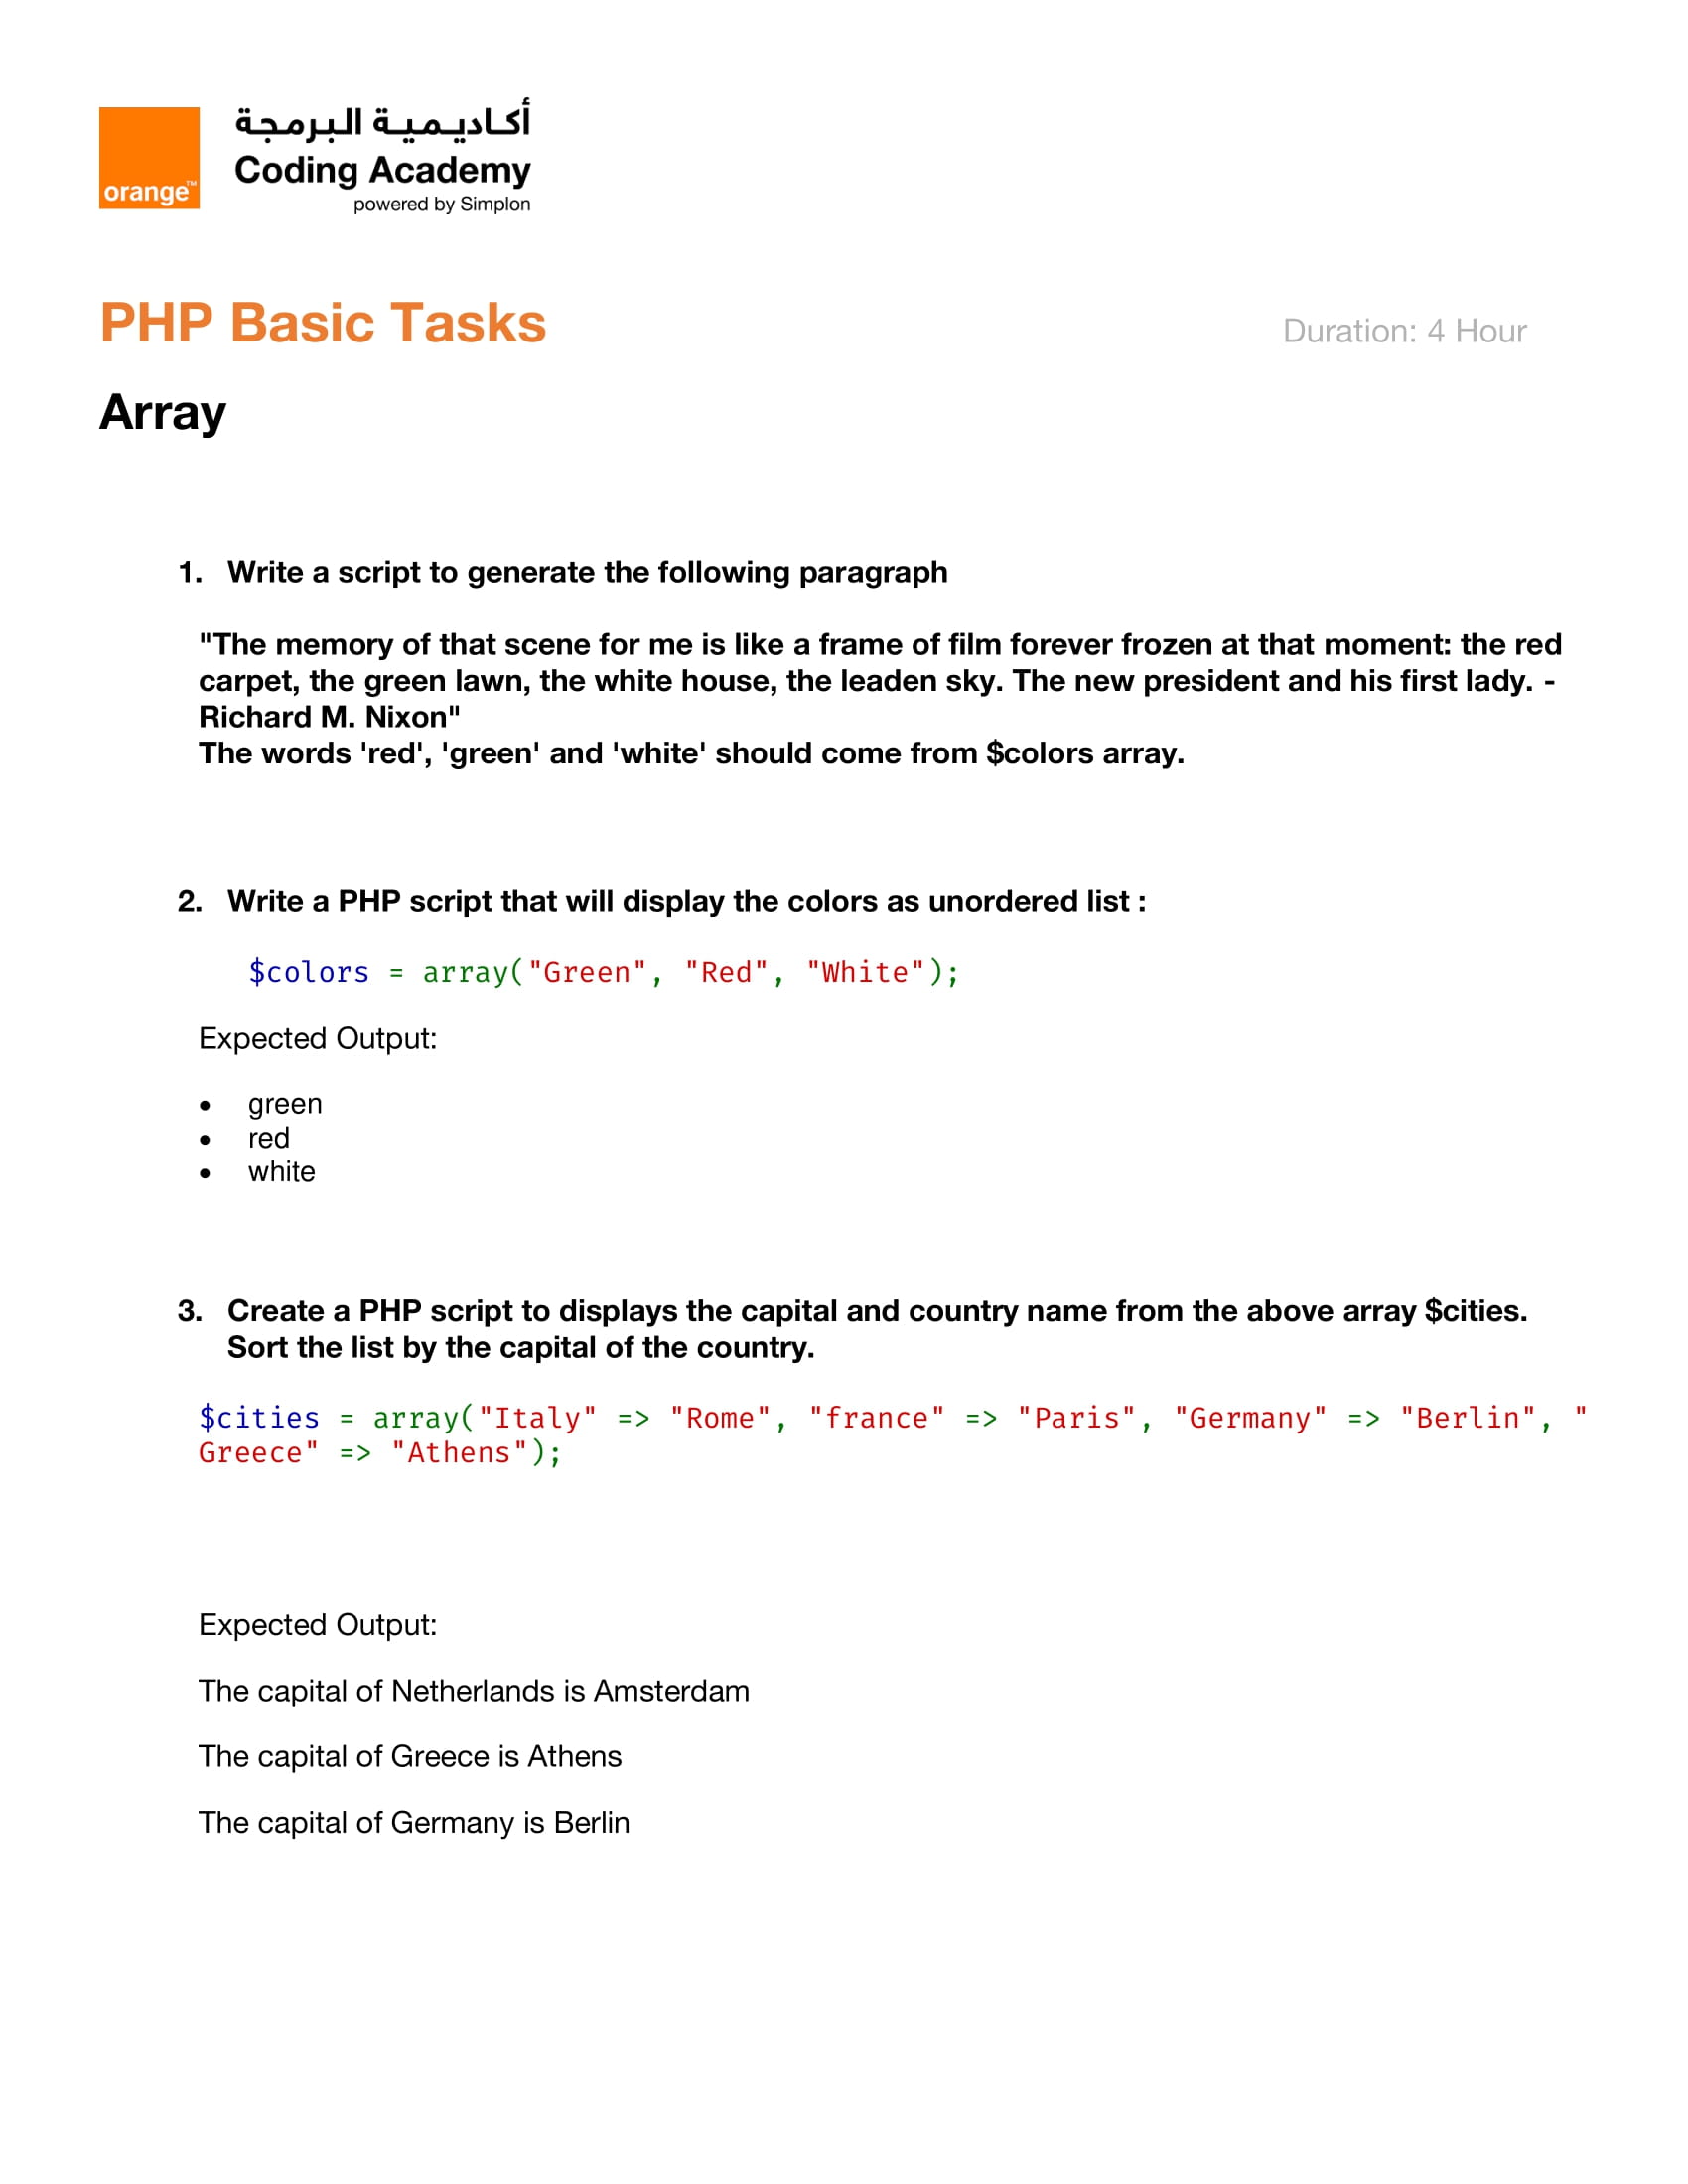 أكاديمية البرمجة
Coding Academy
powered by Simplon
orange™
PHP Basic Tasks
Duration: 4 Hour
Array
1. Write a script to generate the following paragraph
"The memory of that scene for me is like a frame of film forever frozen at that moment: the red
carpet, the green lawn, the white house, the leaden sky. The new president and his first lady. -
Richard M. Nixon"
The words 'red', 'green' and 'white' should come from $colors array.
2. Write a PHP script that will display the colors as unordered list :
$colors = array("Green", "Red", "White");
Expected Output:
• green
• red
• white
3. Create a PHP script to displays the capital and country name from the above array $cities.
Sort the list by the capital of the country.
$cities = array("Italy" => "Rome", "france" => "Paris", "Germany" => "Berlin", "
Greece" => "Athens");
Expected Output:
The capital of Netherlands is Amsterdam
The capital of Greece is Athens
The capital of Germany is Berlin